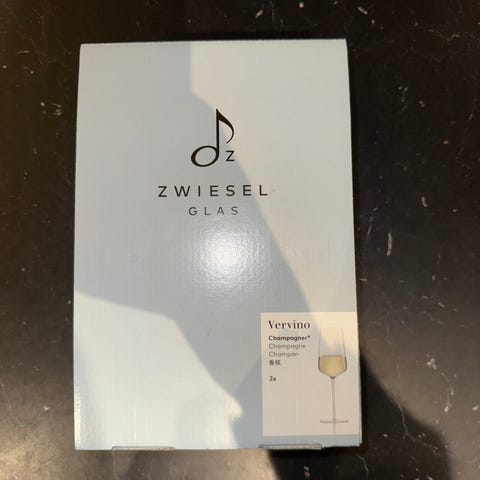 Z
ZWIESEL
GLAS
Vervino
Champagner*
Champagne
Champán
香槟
2x